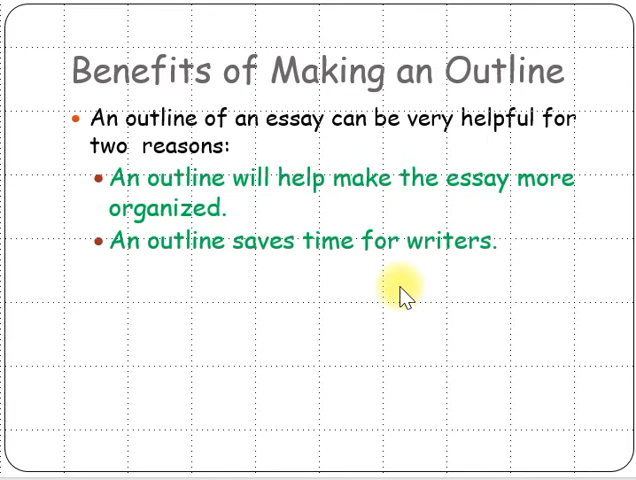 Benefits of Making an Outline
An outline of an essay can be very helpful for
two reasons:
An outline will help make the essay more
organized.
An outline saves time for writers.